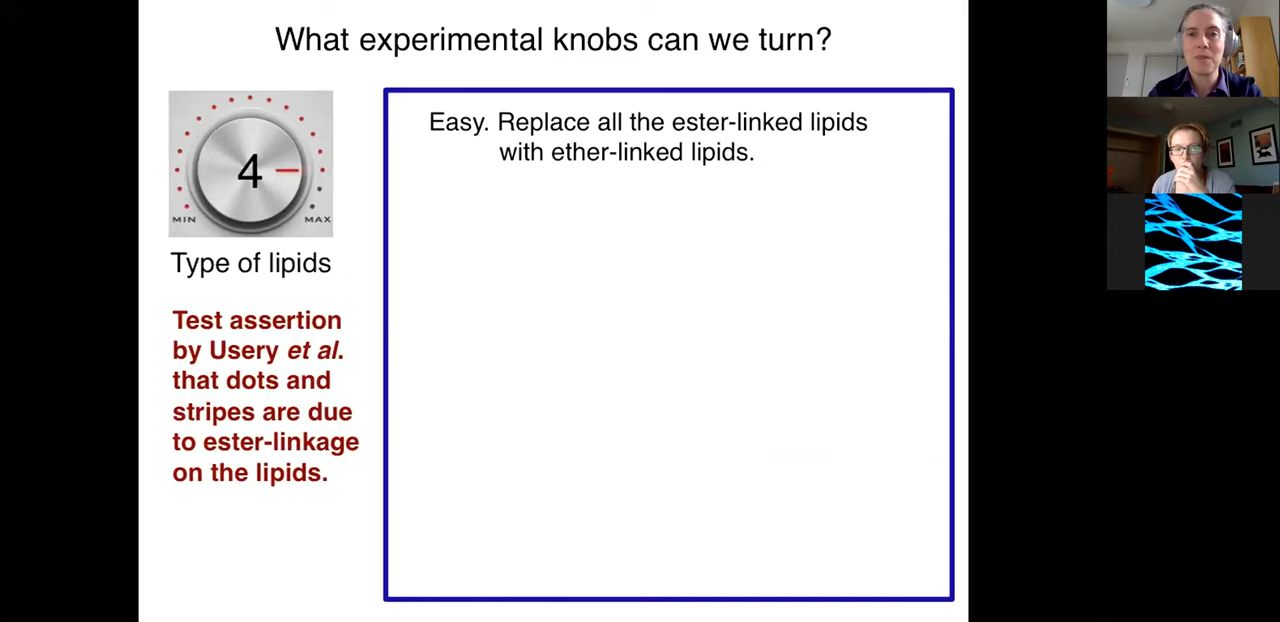 What experimental knobs can we turn?
4
MIN
MAX
Type of lipids
Test assertion
by Usery et al.
that dots and
stripes are due
to ester-linkage
on the lipids.
Easy. Replace all the ester-linked lipids
with ether-linked lipids.